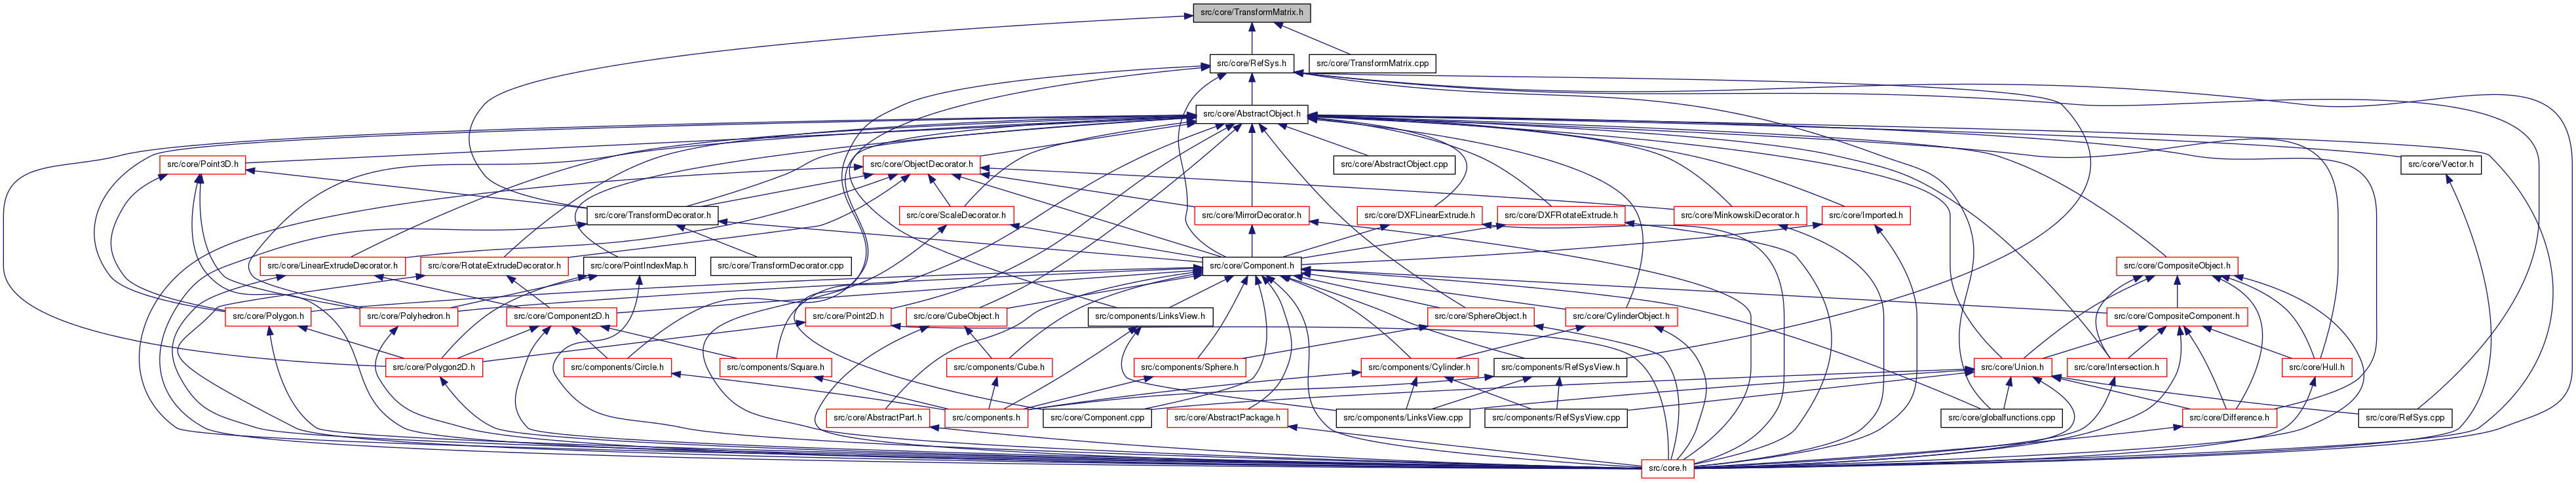 src/core/TransformMatrix.h
src/core/RefSys.h
src/core/TransformMatrix.cpp
src/core/AbstractObject.h
src/core/Point3D.h
src/core/ObjectDecorator.h
src/core/AbstractObject.cpp
src/core/Vector.h
src/core/TransformDecorator.h
src/core/ScaleDecorator.h
src/core/MirrorDecorator.h
src/core/DXFLinearExtrude.h
src/core/DXFRotateExtrude.h
src/core/MinkowskiDecorator.h
src/core/Imported.h
src/core/LinearExtrudeDecorator.h
src/core/RotateExtrudeDecorator.h
src/core/PointIndexMap.h
src/core/TransformDecorator.cpp
src/core/Component.h
src/core/CompositeObject.h
src/core/Polygon.h
src/core/Polyhedron.h
src/core/Component2D.h
src/core/Point2D.h
src/core/CubeObject.h
src/components/LinksView.h
src/core/SphereObject.h
src/core/CylinderObject.h
src/core/CompositeComponent.h
src/core/Polygon2D.h
src/components/Circle.h
src/components/Square.h
src/components/Cube.h
src/components/Sphere.h
src/components/Cylinder.h
src/components/RefSysView.h
src/core/Union.h
src/core/Intersection.h
src/core/Hull.h
src/core/AbstractPart.h
src/components.h
src/core/Component.cpp
src/core/AbstractPackage.h
src/components/LinksView.cpp
src/components/RefSysView.cpp
src/core/globalfunctions.cpp
src/core/Difference.h
src/core/RefSys.cpp
src/core.h